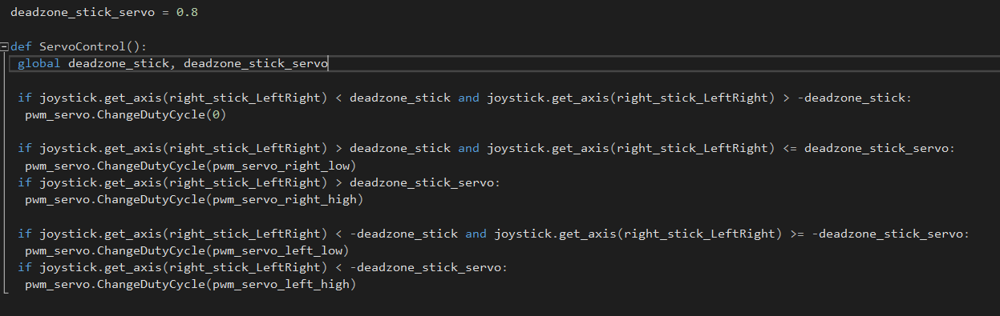 deadzone_stick_servo = 0.8
def ServoControl():
global deadzone_stick, deadzone_stick_servo
if joystick.get_axis(right_stick_LeftRight) < deadzone_stick and joystick.get_axis(right_stick_LeftRight) > -deadzone_stick:
pwm_servo.ChangeDutyCycle(0)
if joystick.get_axis(right_stick_LeftRight) > deadzone_stick and joystick.get_axis(right_stick_LeftRight) <= deadzone_stick_servo:
pwm_servo.ChangeDutyCycle(pwm_servo_right_low)
if joystick.get_axis(right_stick_LeftRight) > deadzone_stick_servo:
pwm_servo.ChangeDutyCycle(pwm_servo_right_high)
if joystick.get_axis(right_stick_LeftRight) < -deadzone_stick and joystick.get_axis(right_stick_LeftRight) >= -deadzone_stick_servo:
pwm_servo.ChangeDutyCycle(pwm_servo_left_low)
if joystick.get_axis(right_stick_LeftRight) < -deadzone_stick_servo:
pwm_servo.ChangeDutyCycle(pwm_servo_left_high)